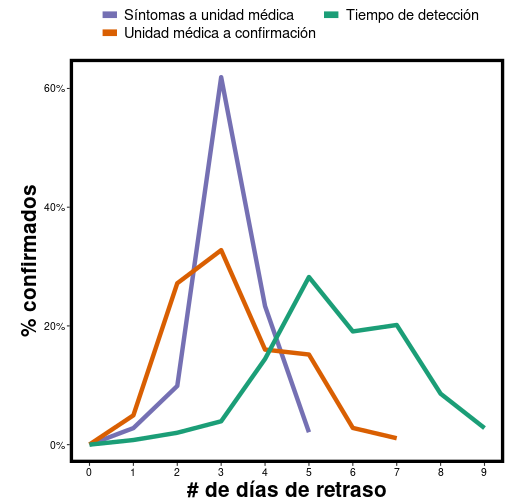 Síntomas a unidad médica Tiempo de detección
Unidad médica a confirmación
60%
40%
20%
0%
% confirmados
0 1 2 3 4 5 6 7 8 9
# de días de retraso